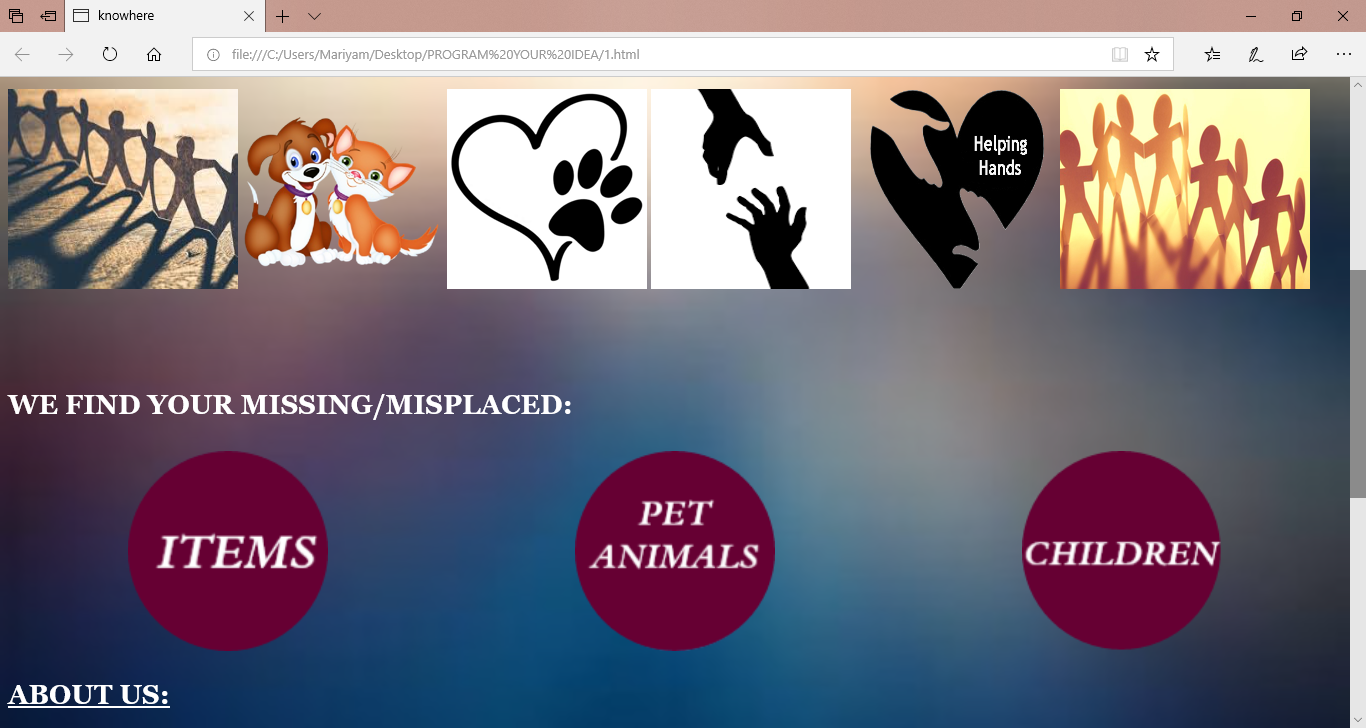 knowhere
file:///C:/Users/Mariyam/Desktop/PROGRAM%20YOUR%20IDEA/1.html
Helping
Hands
WE FIND YOUR MISSING/MISPLACED:
ITEMS
PET
ANIMALS
CHILDREN
ABOUT US: